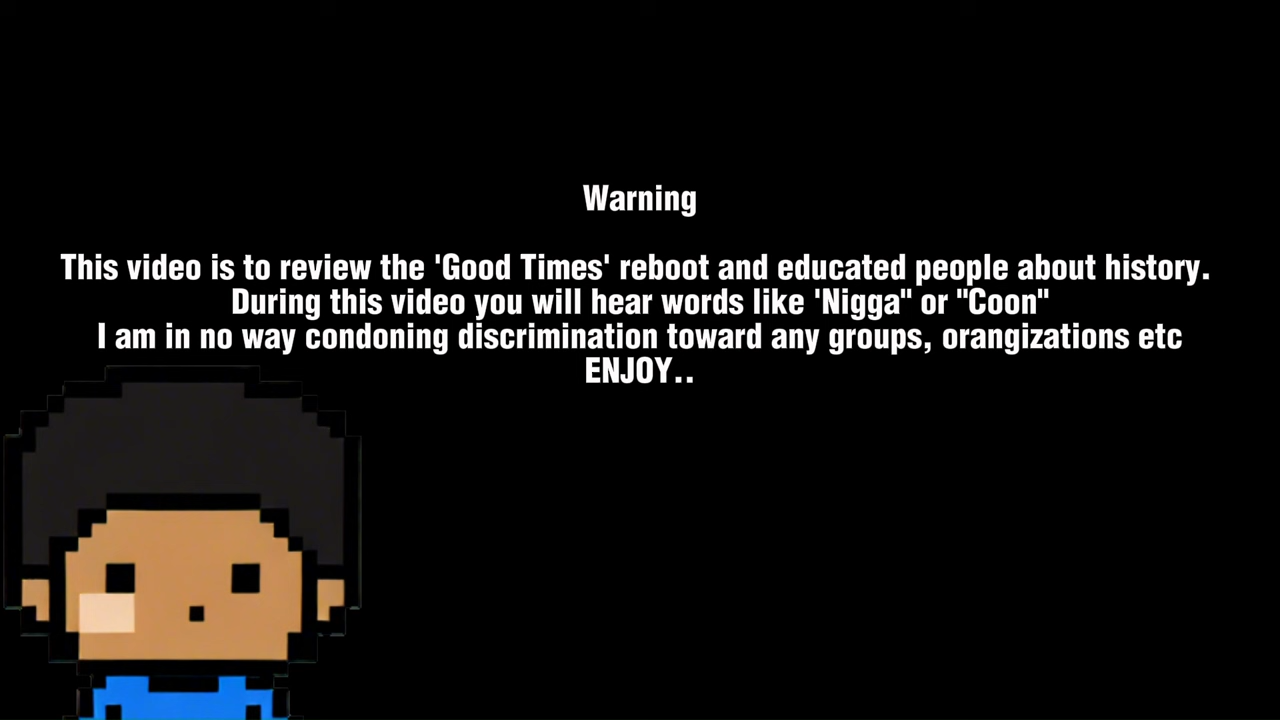 Warning
This video is to review the 'Good Times' reboot and educated people about history.
During this video you will hear words like 'Nigga" or "Coon"
I am in no way condoning discrimination toward any groups, orangizations etc
ENJOY..